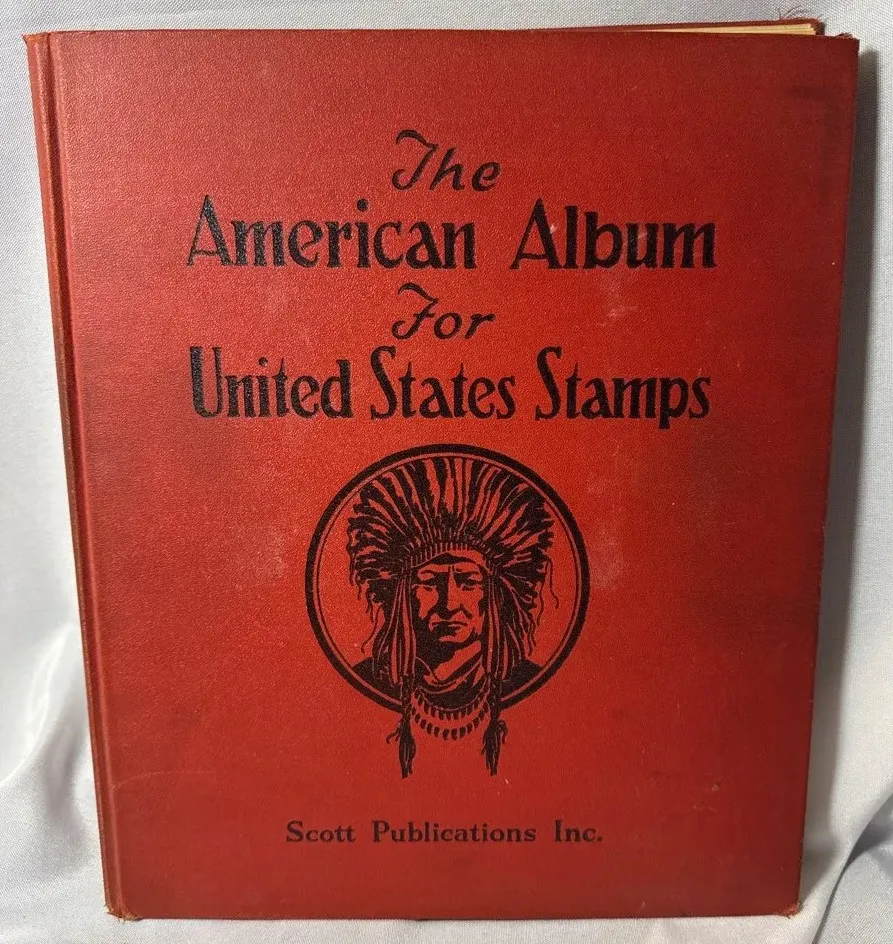 The
American Album
For
United States Stamps
Scott Publications Inc.